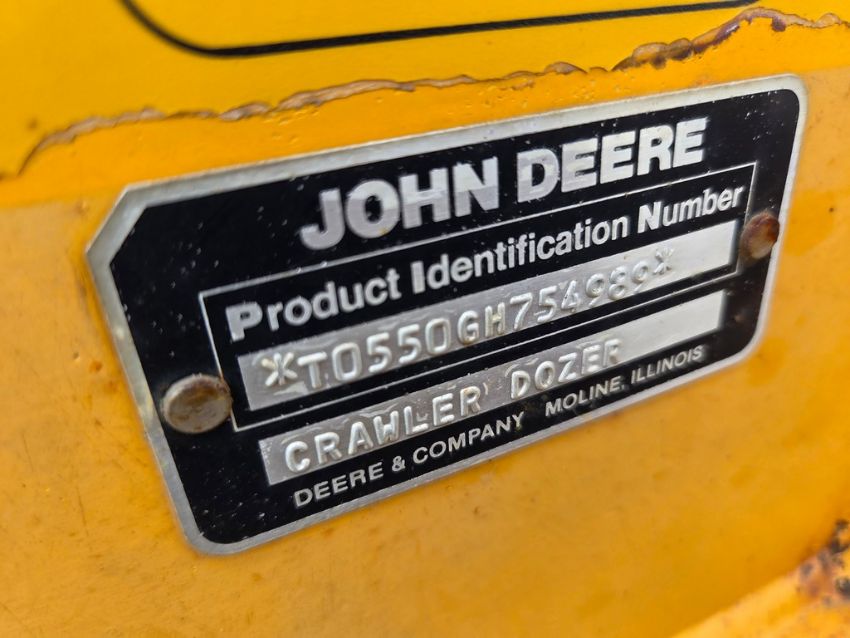 JOHN DEERE
Product Identification Number
*T0550GH754989*
CRAWLER DOZER
DEERE & COMPANY MOLINE, ILLINOIS